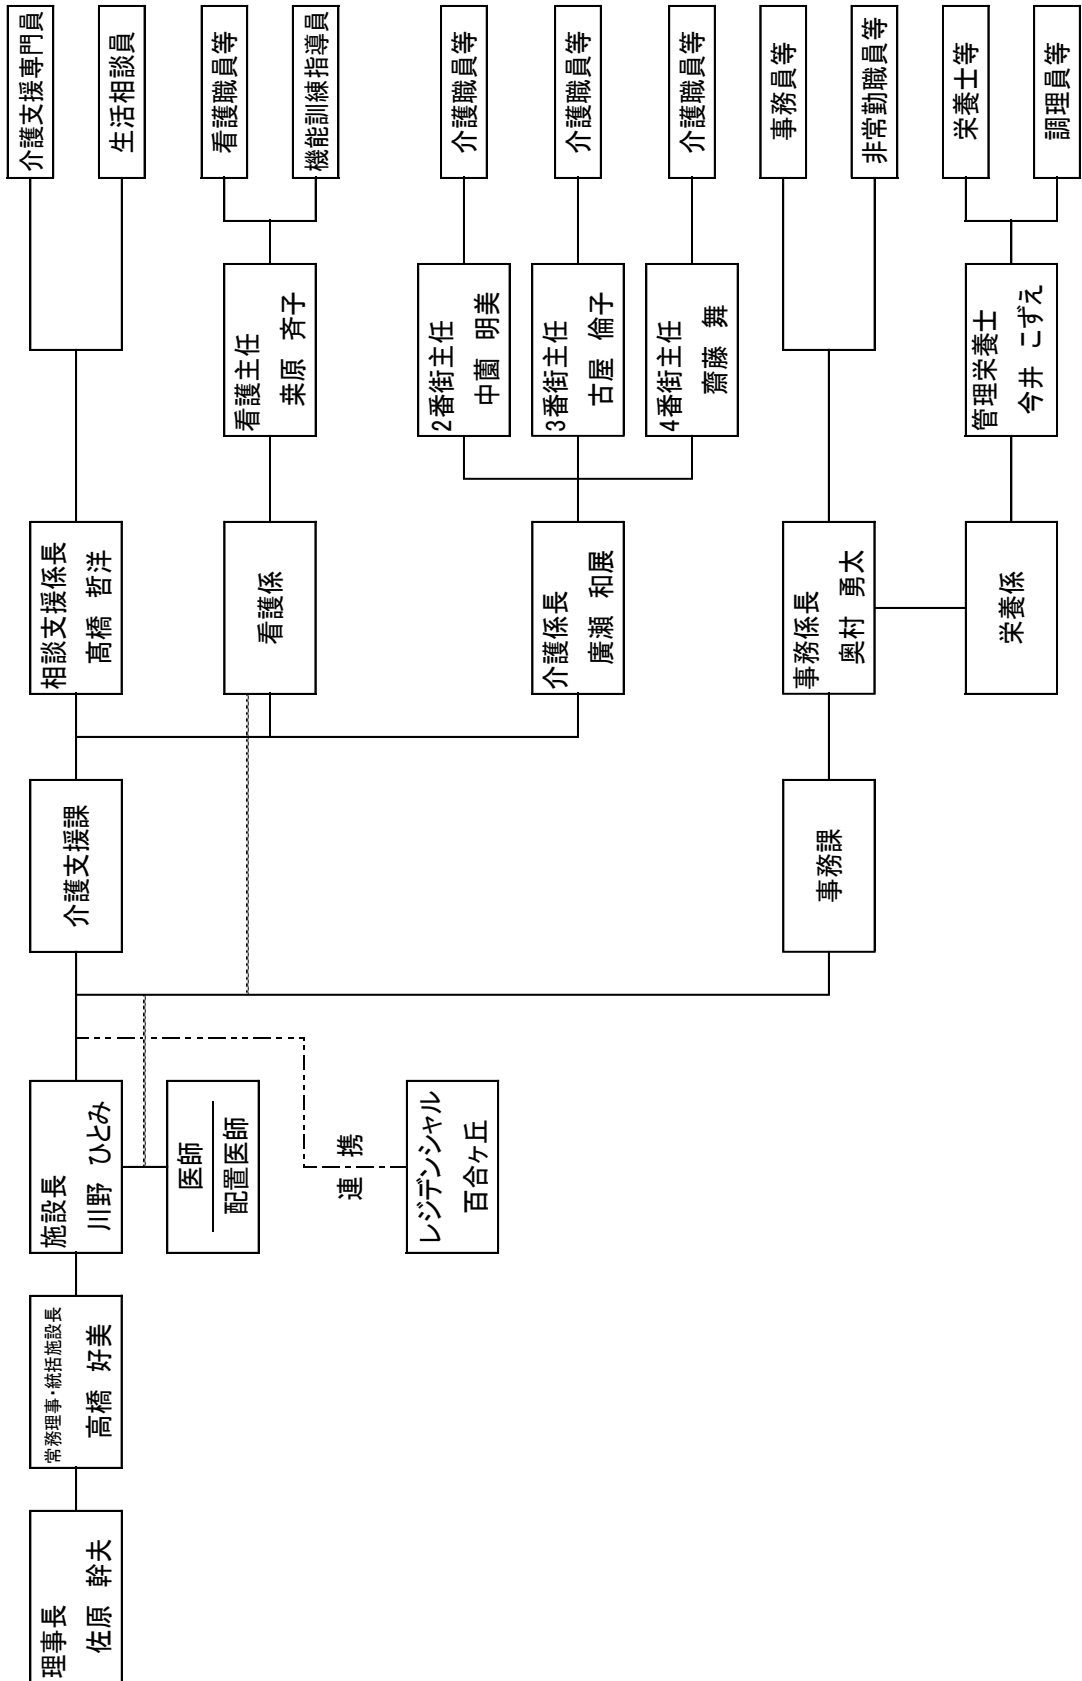 理事長
佐原 幹夫
常務理事・統括施設長
高橋 好美
施設長
川野 ひとみ
医師
配置医師
連 携
レジデンシャル
百合ヶ丘
介護支援課
事務課
相談支援係長
髙橋 哲洋
看護係
介護係長
廣瀬 和展
事務係長
奥村 勇太
栄養係
看護主任
桒原 斉子
2番街主任
中薗 明美
3番街主任
古屋 倫子
4番街主任
齋藤 舞
管理栄養士
今井 こずえ
介護支援専門員
生活相談員
看護職員等
機能訓練指導員
介護職員等
介護職員等
介護職員等
事務員等
非常勤職員等
栄養士等
調理員等